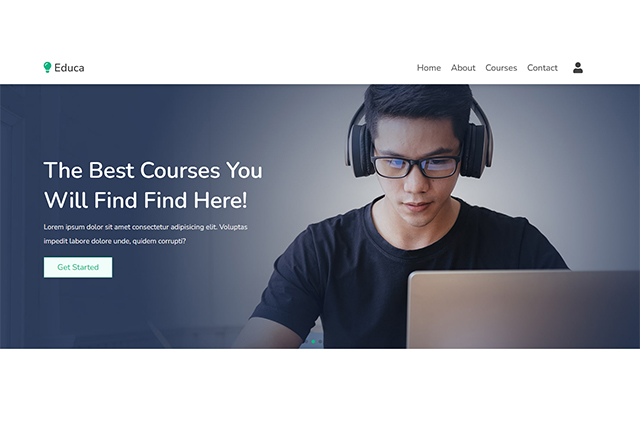 Educa
Home About Courses Contact
The Best Courses You
Will Find Find Here!
Lorem ipsum dolor sit amet consectetur adipisicing elit. Voluptas
impedit labore dolore unde, quidem corrupti?
Get Started